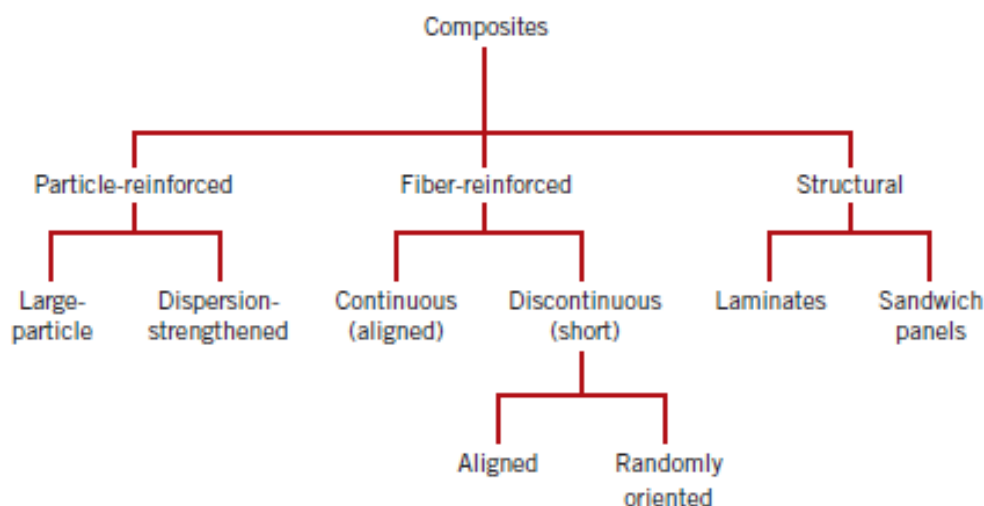 Composites
Particle-reinforced
Fiber-reinforced
Structural
Large-
particle
Dispersion-
strengthened
Continuous
(aligned)
Discontinuous
(short)
Laminates
Sandwich
panels
Aligned
Randomly
oriented